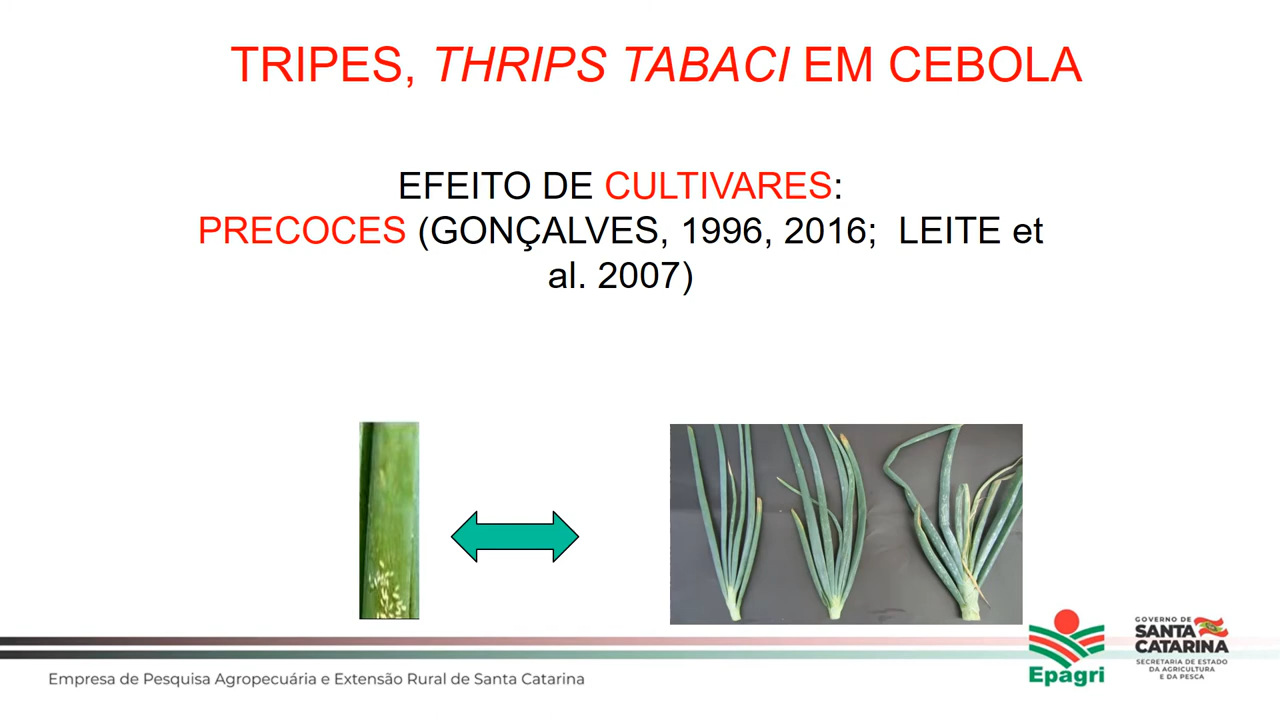 TRIPES, THRIPS TABACI EM CEBOLA
EFEITO DE CULTIVARES:
PRECOCES (GONÇALVES, 1996, 2016; LEITE et
al. 2007)
Empresa de Pesquisa Agropecuária e Extensão Rural de Santa Catarina
Epagri
GOVERNO DE
SANTA
CATARINA
SECRETARIA DE ESTADO
DA AGRICULTURA
E DA PESCA